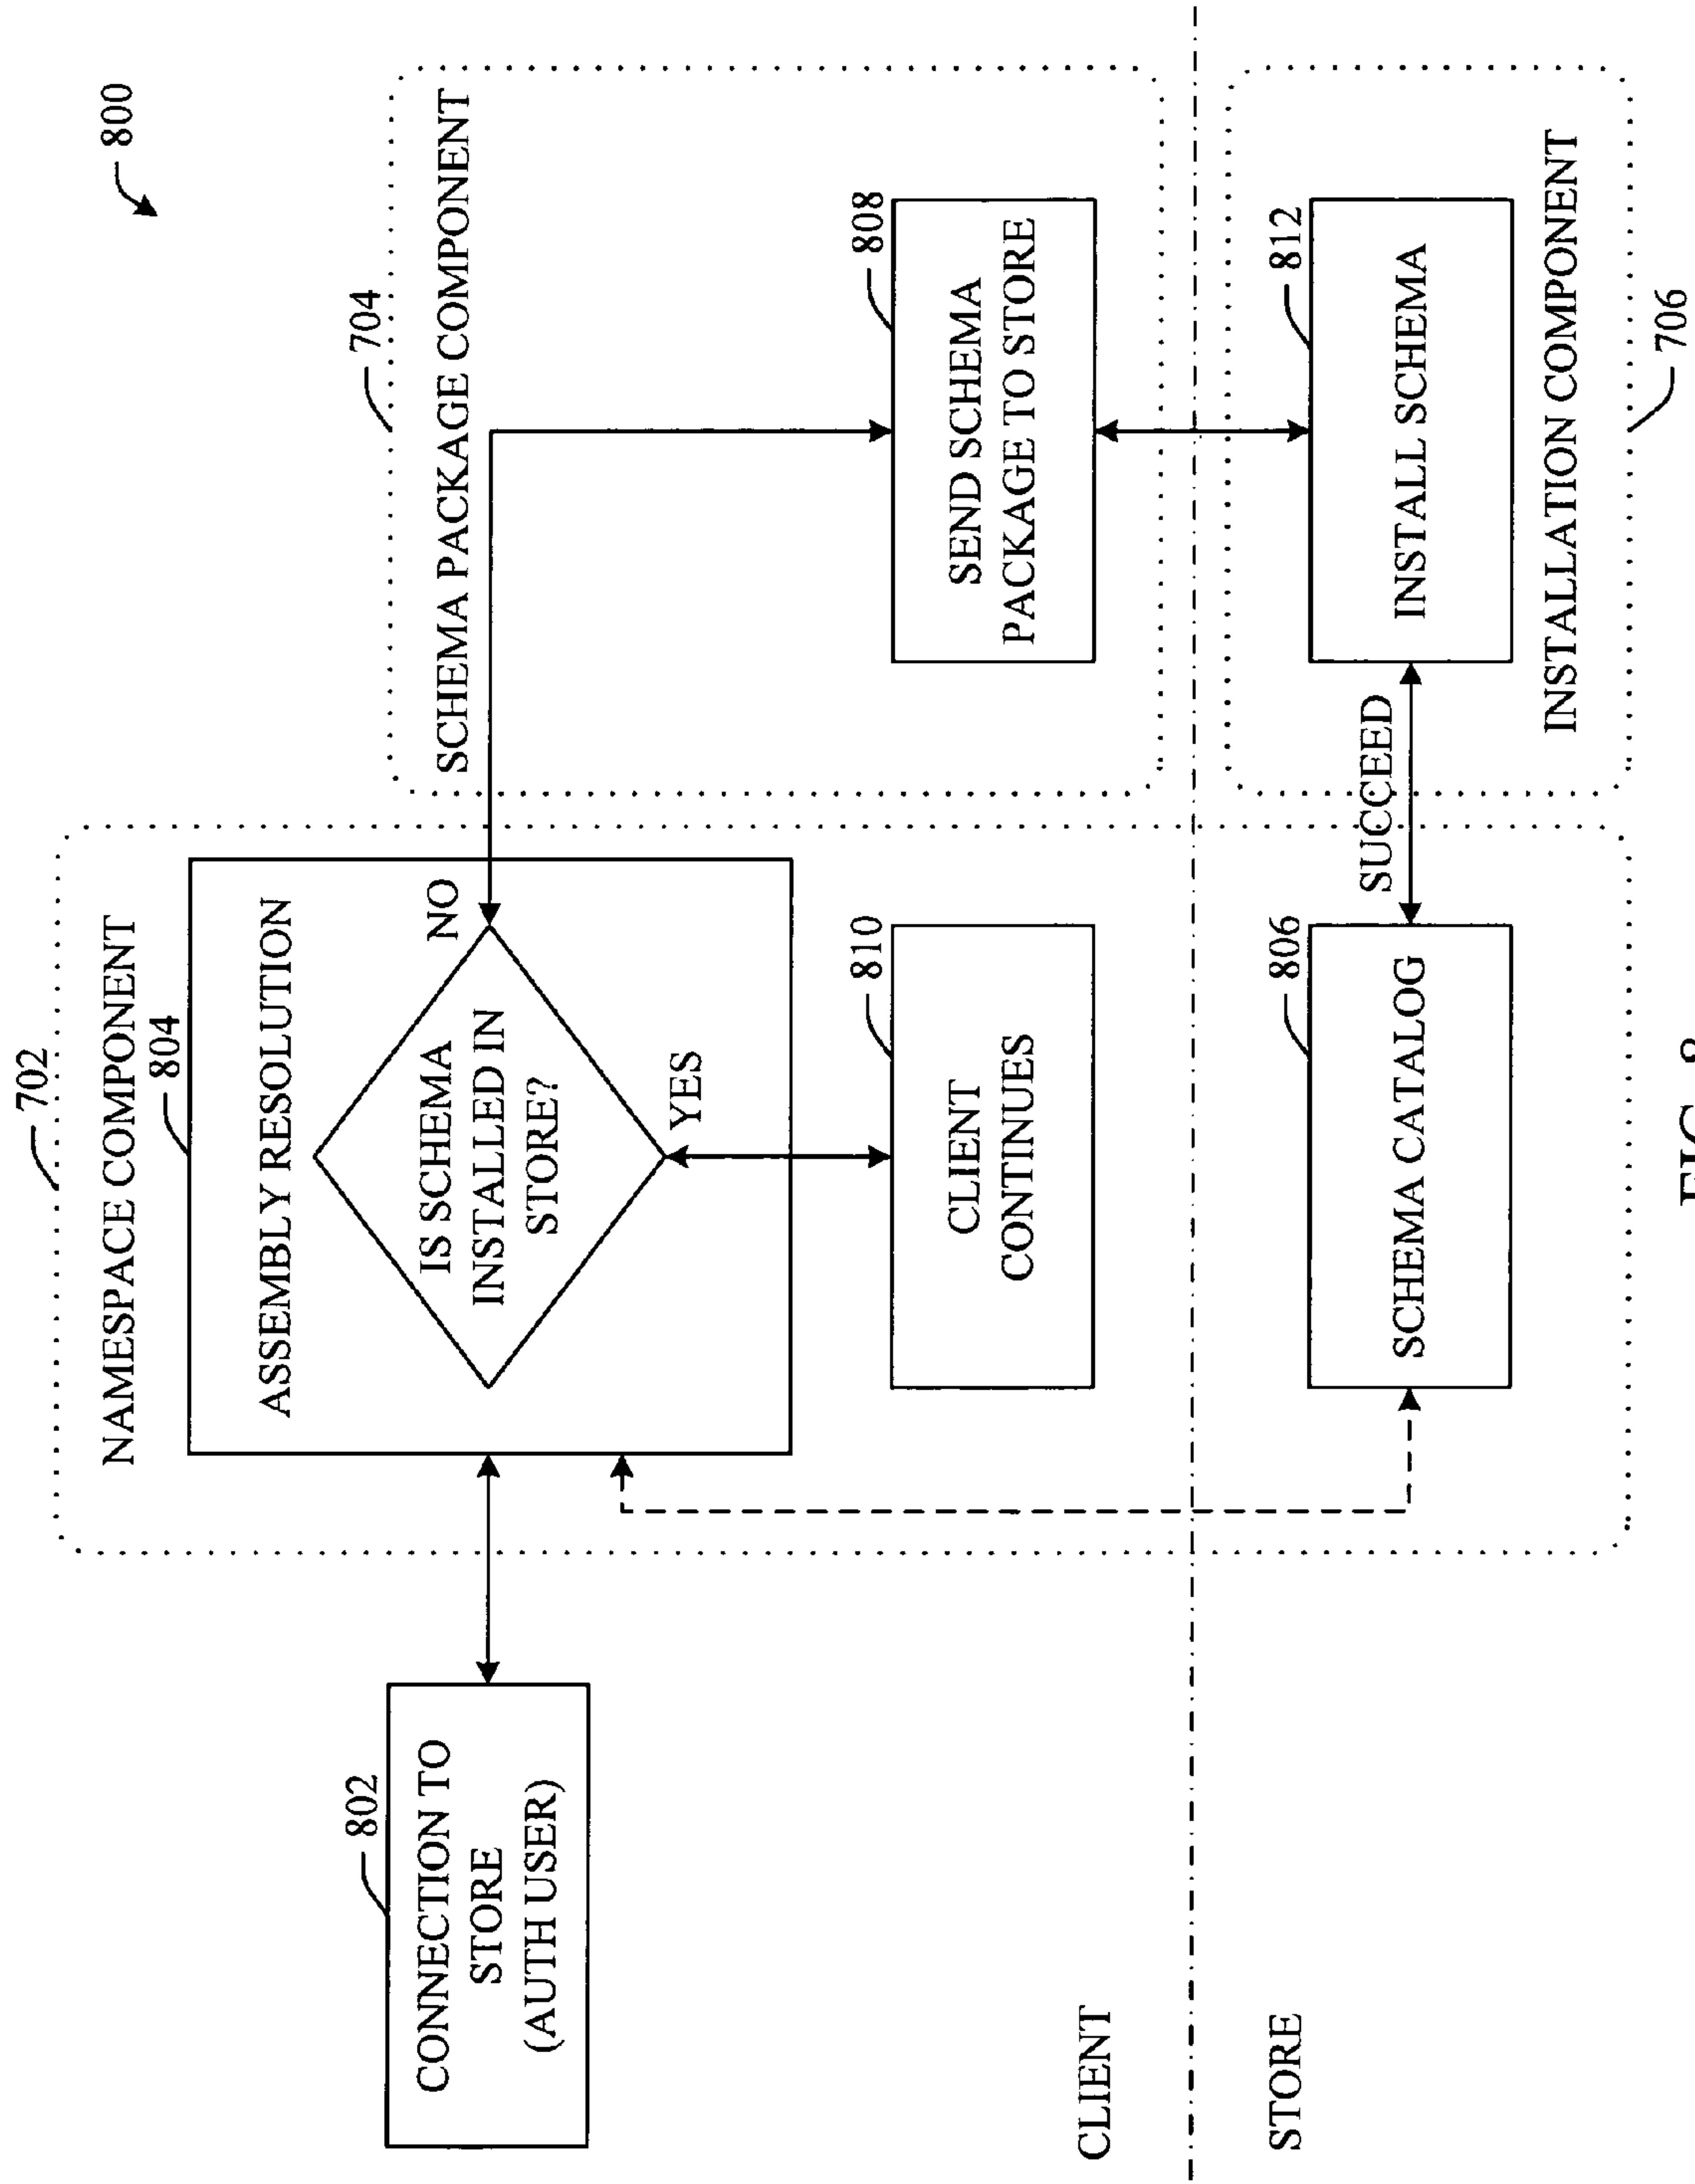 800
702
NAMESPACE COMPONENT
804
ASSEMBLY RESOLUTION
IS SCHEMA
INSTALLED IN
STORE?
NO
YES
704
SCHEMA PACKAGE COMPONENT
802
CONNECTION TO
STORE
(AUTH USER)
810
CLIENT
CONTINUES
808
SEND SCHEMA
PACKAGE TO STORE
CLIENT
STORE
806
SCHEMA CATALOG
SUCCEED
812
INSTALL SCHEMA
INSTALLATION COMPONENT
706
FIG. 8